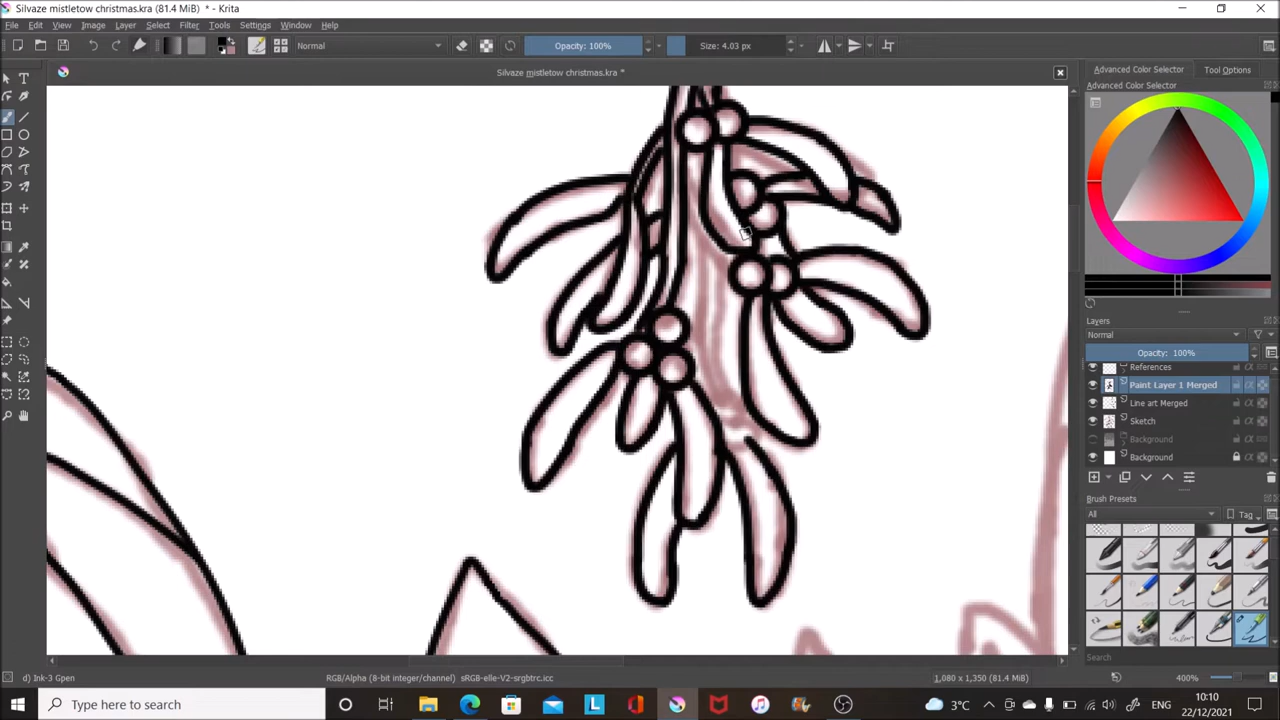 Silvaze mistletow christmas.kra (81.4 MiB) * - Krita
File Edit View Image Layer Select Filter Tools Settings Window Help
Normal Opacity: 100% Size: 4.03 px
Silvaze mistletow christmas.kra *
Advanced Color Selector Tool Options
Advanced Color Selector
Layers
Normal
Opacity: 100%
References
Paint Layer 1 Merged
Line art Merged
Sketch
Background
Background
Brush Presets
All Tag
Search
d) Ink-3 Gpen RGB/Alpha (8-bit integer/channel) sRGB-elle-V2-srgbtrc.icc 1,080 x 1,350 (81.4 MiB) 400%
Type here to search 3°C ENG 10:10
22/12/2021